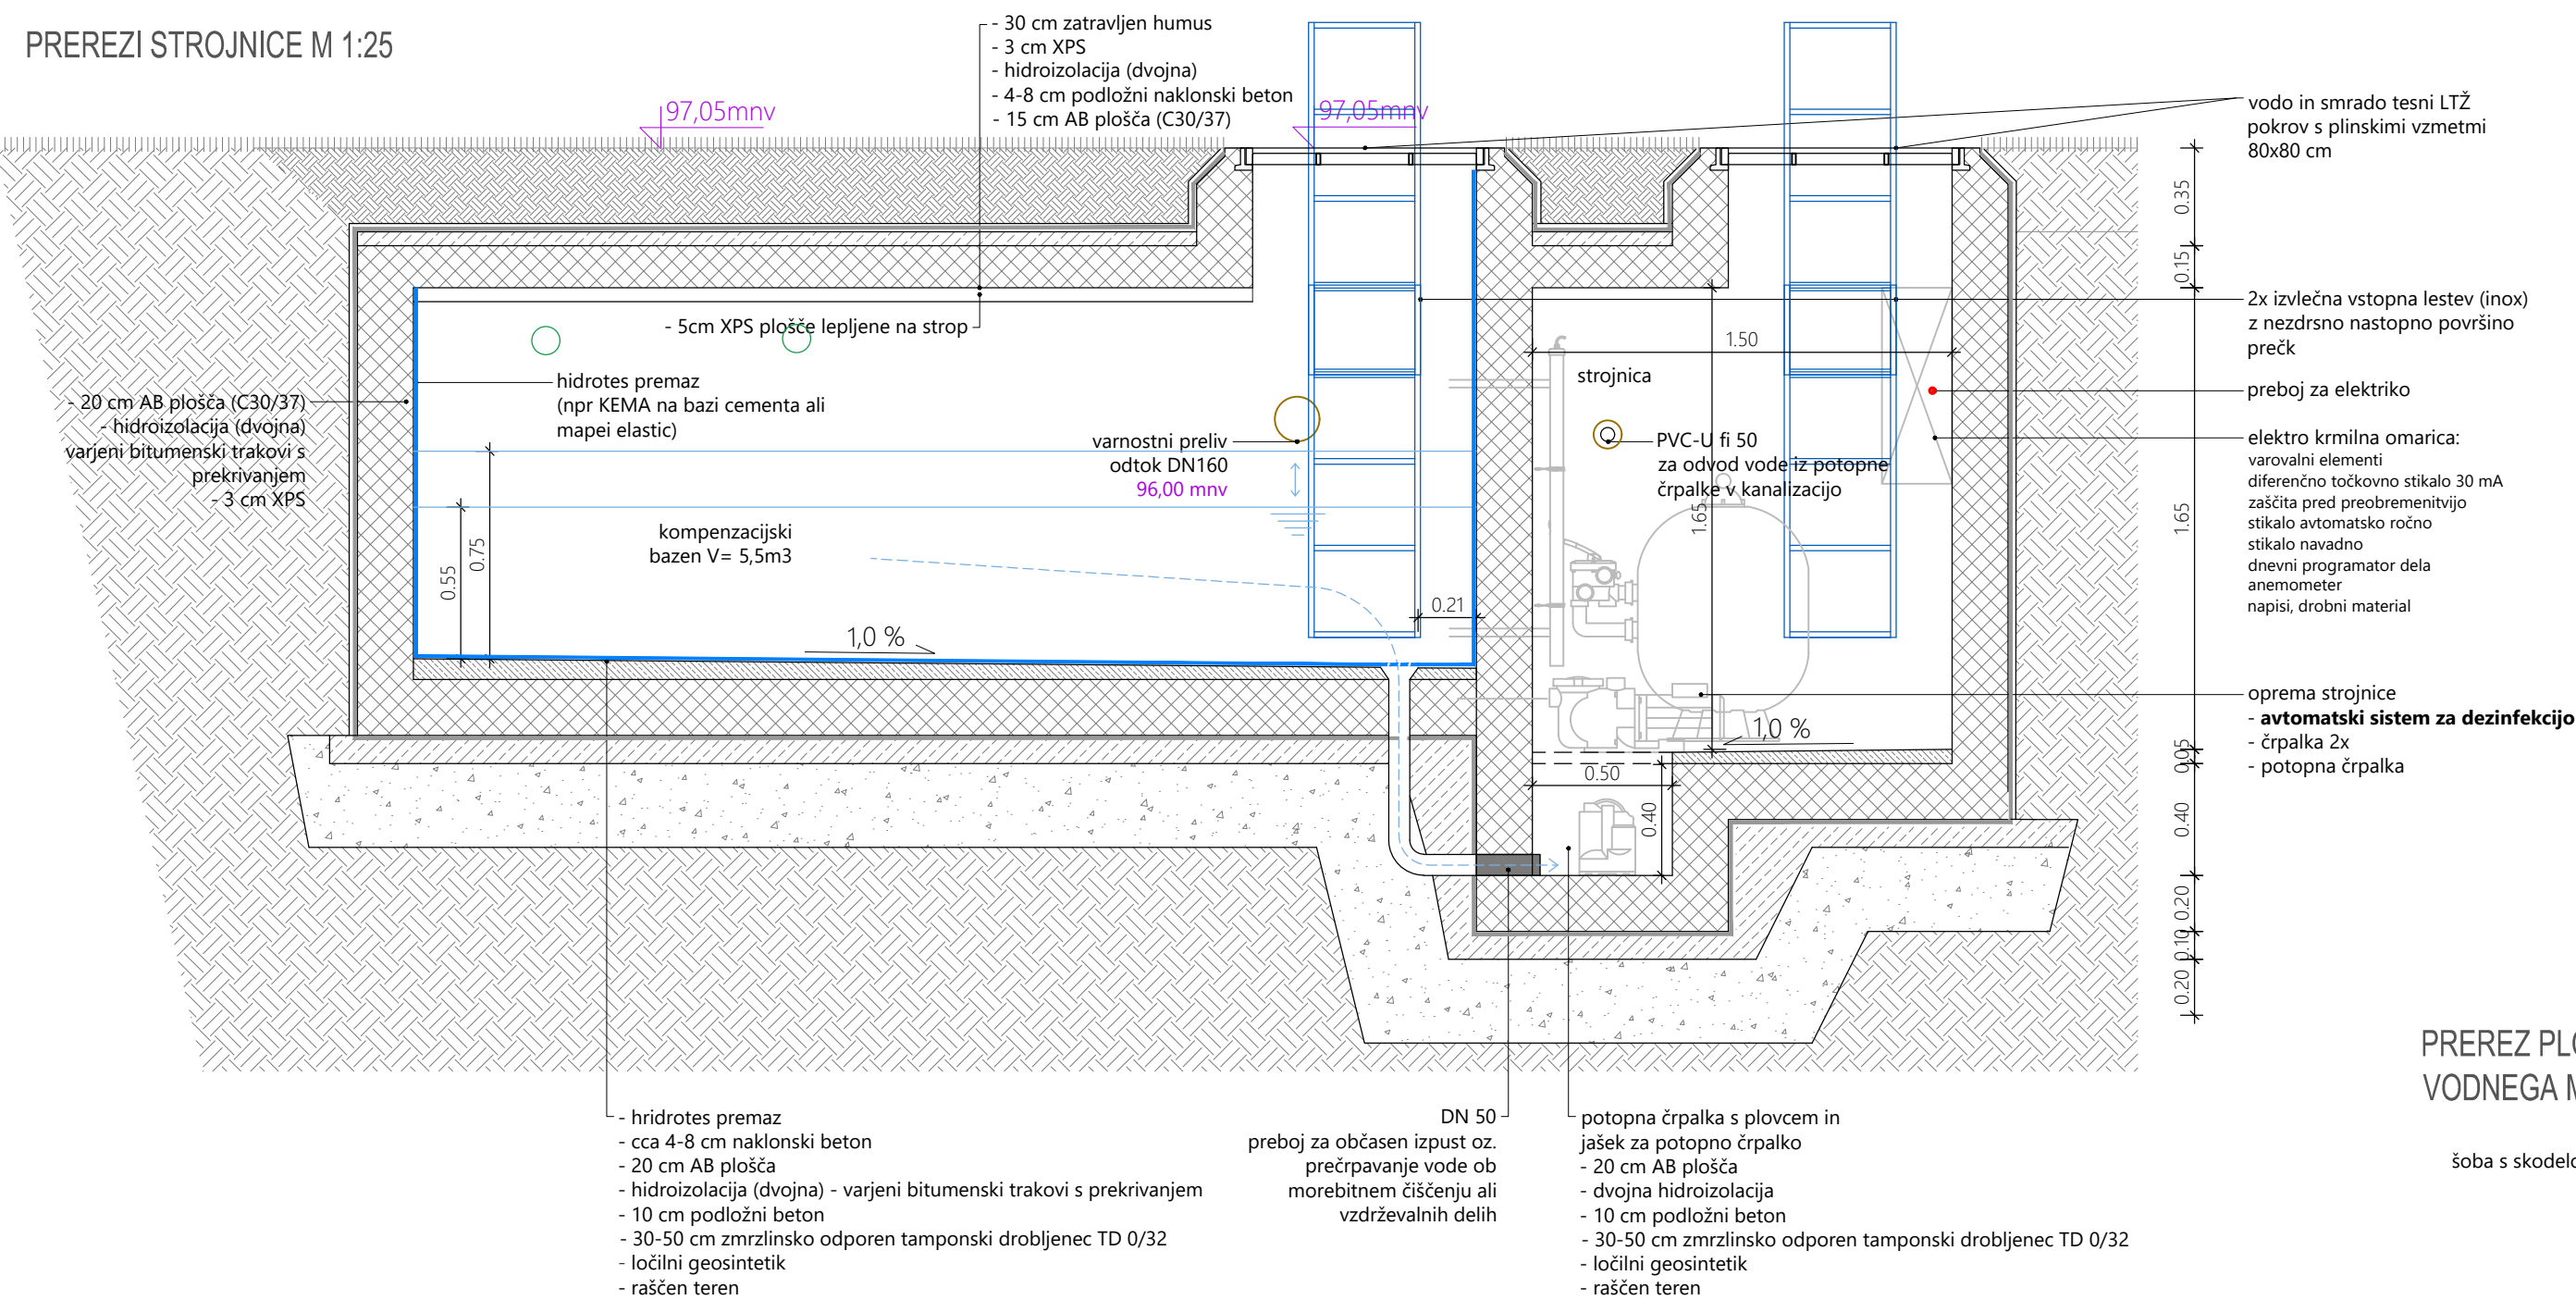 PREREZI STROJNICE M 1:25
- 30 cm zatravljen humus
- 3 cm XPS
- hidroizolacija (dvojna)
- 4-8 cm podložni naklonski beton
- 15 cm AB plošča (C30/37)
97,05mnv
97,05mnv
vodo in smrado tesni LTŽ
pokrov s plinskimi vzmetmi
80x80 cm
0.35
0.15
1.65
0.05
0.40
0.20
0.10
0.20
- 5cm XPS plošče lepljene na strop
2x izvlečna vstopna lestev (inox)
z nezdrsno nastopno površino
prečk
1.50
strojnica
hidrotes premaz
(npr KEMA na bazi cementa ali
mapei elastic)
- 20 cm AB plošča (C30/37)
- hidroizolacija (dvojna)
varjeni bitumenski trakovi s
prekrivanjem
- 3 cm XPS
preboj za elektriko
varnostni preliv
odtok DN160
96,00 mnv
PVC-U fi 50
za odvod vode iz potopne
črpalke v kanalizacijo
elektro krmilna omarica:
varovalni elementi
diferenčno točkovno stikalo 30 mA
zaščita pred preobremenitvijo
stikalo avtomatsko ročno
stikalo navadno
dnevni programator dela
anemometer
napisi, drobni material
1.65
kompenzacijski
bazen V= 5,5m3
0.55
0.75
0.21
1,0 %
1,0 %
0.50
0.40
oprema strojnice
- avtomatski sistem za dezinfekcijo
- črpalka 2x
- potopna črpalka
PREREZ PLO
VODNEGA M
šoba s skodelo
- hridrotes premaz
- cca 4-8 cm naklonski beton
- 20 cm AB plošča
- hidroizolacija (dvojna) - varjeni bitumenski trakovi s prekrivanjem
- 10 cm podložni beton
- 30-50 cm zmrzlinsko odporen tamponski drobljenec TD 0/32
- ločilni geosintetik
- raščen teren
DN 50
preboj za občasen izpust oz.
prečrpavanje vode ob
morebitnem čiščenju ali
vzdrževalnih delih
potopna črpalka s plovcem in
jašek za potopno črpalko
- 20 cm AB plošča
- dvojna hidroizolacija
- 10 cm podložni beton
- 30-50 cm zmrzlinsko odporen tamponski drobljenec TD 0/32
- ločilni geosintetik
- raščen teren